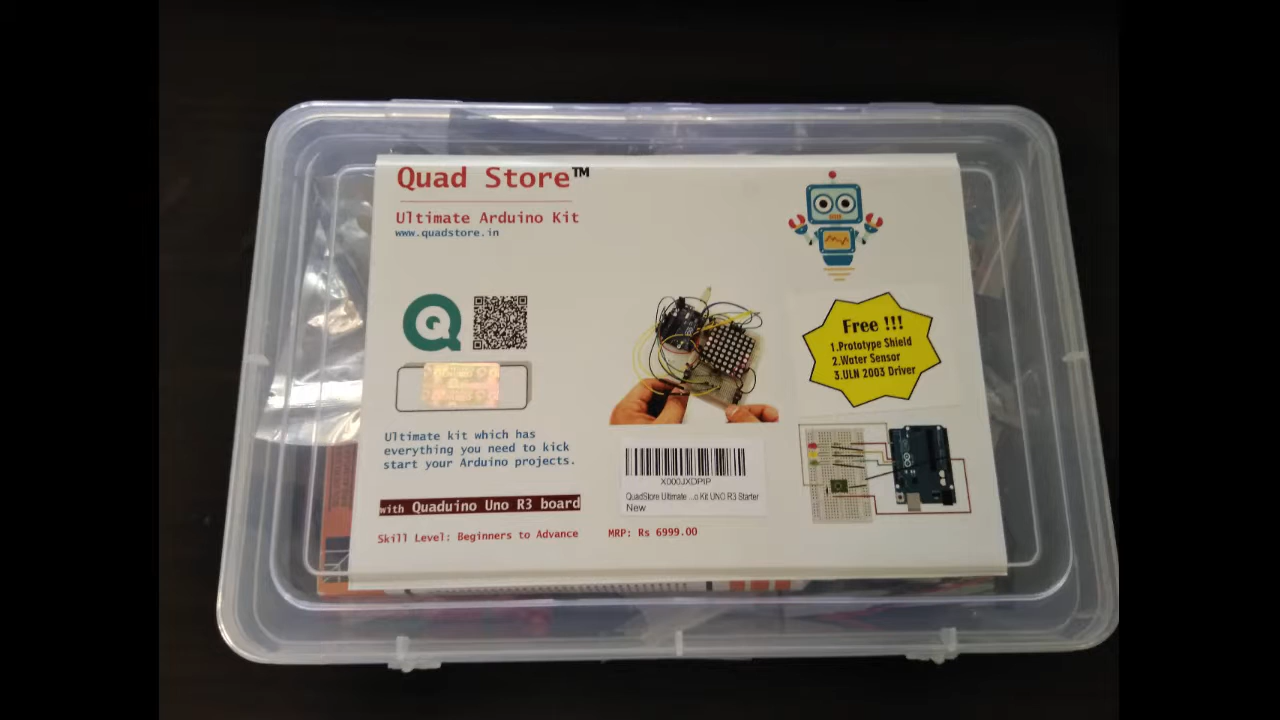 Quad Store™
Ultimate Arduino Kit
www.quadstore.in
Q
Free !!!
1.Prototype Shield
2.Water Sensor
3.ULN 2003 Driver
Ultimate kit which has
everything you need to kick
start your Arduino projects.
X000JXDPIP
QuadStore Ultimate ...o Kit UNO R3 Starter
New
with Quaduino Uno R3 board
Skill Level: Beginners to Advance
MRP: Rs 6999.00